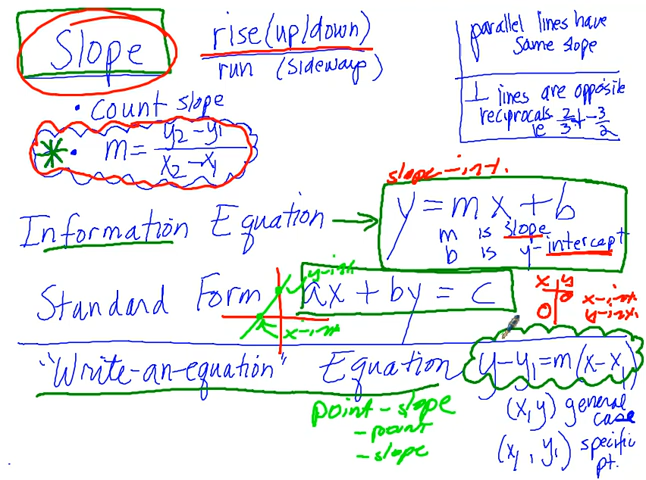 Slope
rise (up/down)
run (sideways)
parallel lines have
same slope
⊥ lines are opposite
reciprocals 2/3 + -3/2
ie
• count slope
* • m = y₂ - y₁ / x₂ - x₁
slope-int.
Information Equation → y = mx + b
m is slope
b is y-intercept
Standard Form ax + by = c
y-int
x-int
x y
0
0
x-int
y-int
"Write-an-equation" Equation y - y₁ = m(x - x₁)
point-slope
- point
- slope
(x, y) general
case
(x₁, y₁) specific
pt.